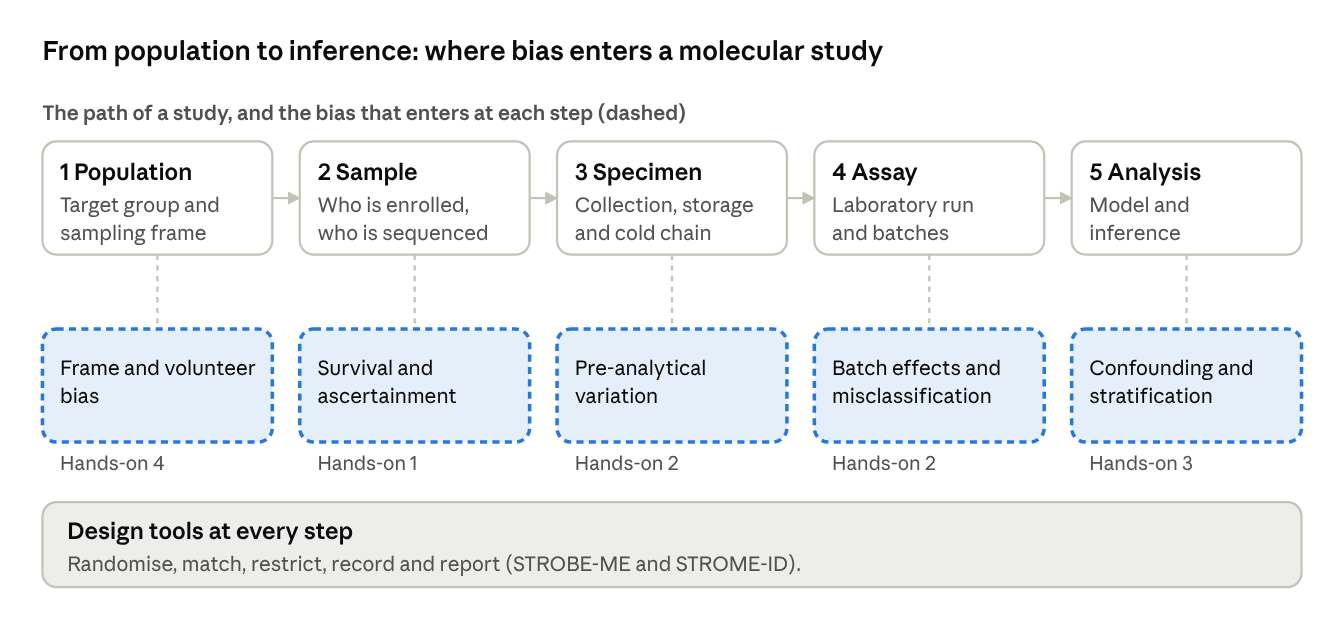 From population to inference: where bias enters a molecular study
The path of a study, and the bias that enters at each step (dashed)
1 Population
Target group and
sampling frame
2 Sample
Who is enrolled,
who is sequenced
3 Specimen
Collection, storage
and cold chain
4 Assay
Laboratory run
and batches
5 Analysis
Model and
inference
Frame and volunteer
bias
Hands-on 4
Survival and
ascertainment
Hands-on 1
Pre-analytical
variation
Hands-on 2
Batch effects and
misclassification
Hands-on 2
Confounding and
stratification
Hands-on 3
Design tools at every step
Randomise, match, restrict, record and report (STROBE-ME and STROME-ID).